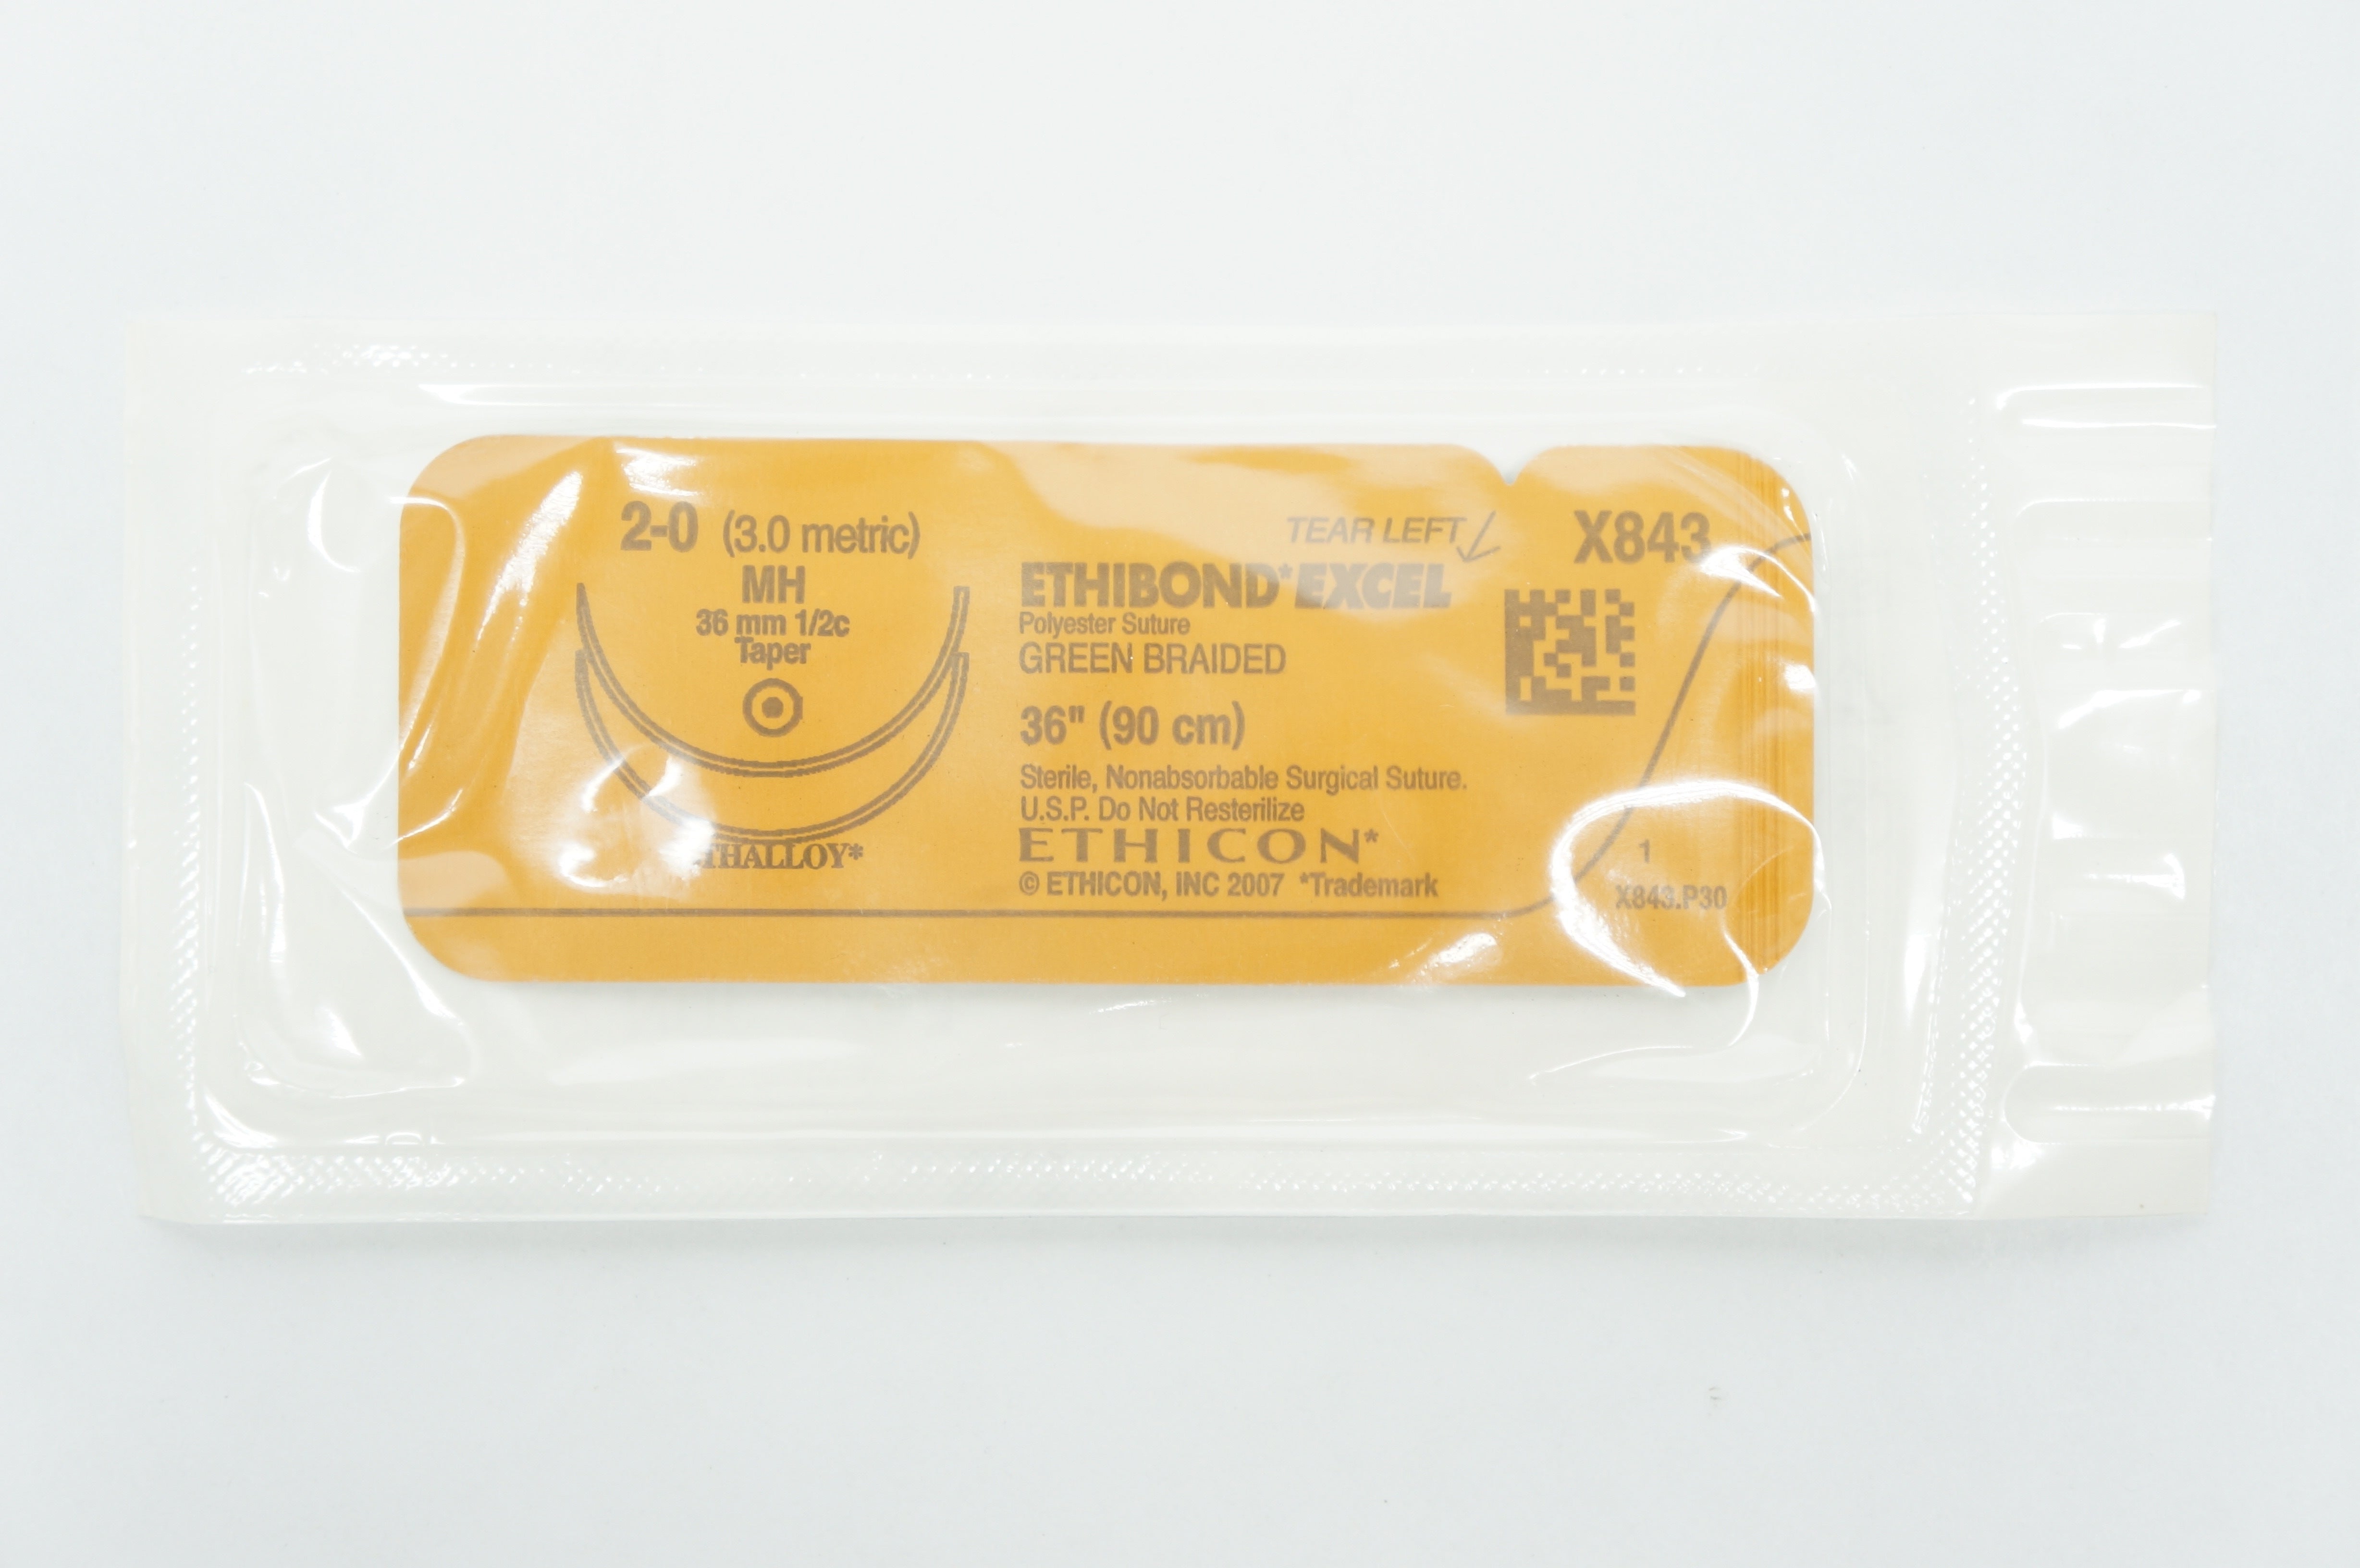 2-0 (3.0 metric)
MH
36 mm 1/2c
Taper
THALLOY*
TEAR LEFT
ETHIBOND* EXCEL
Polyester Suture
GREEN BRAIDED
36" (90 cm)
Sterile, Nonabsorbable Surgical Suture.
U.S.P. Do Not Resterilize
ETHICON*
© ETHICON, INC 2007 *Trademark
X843
1
X843.P30